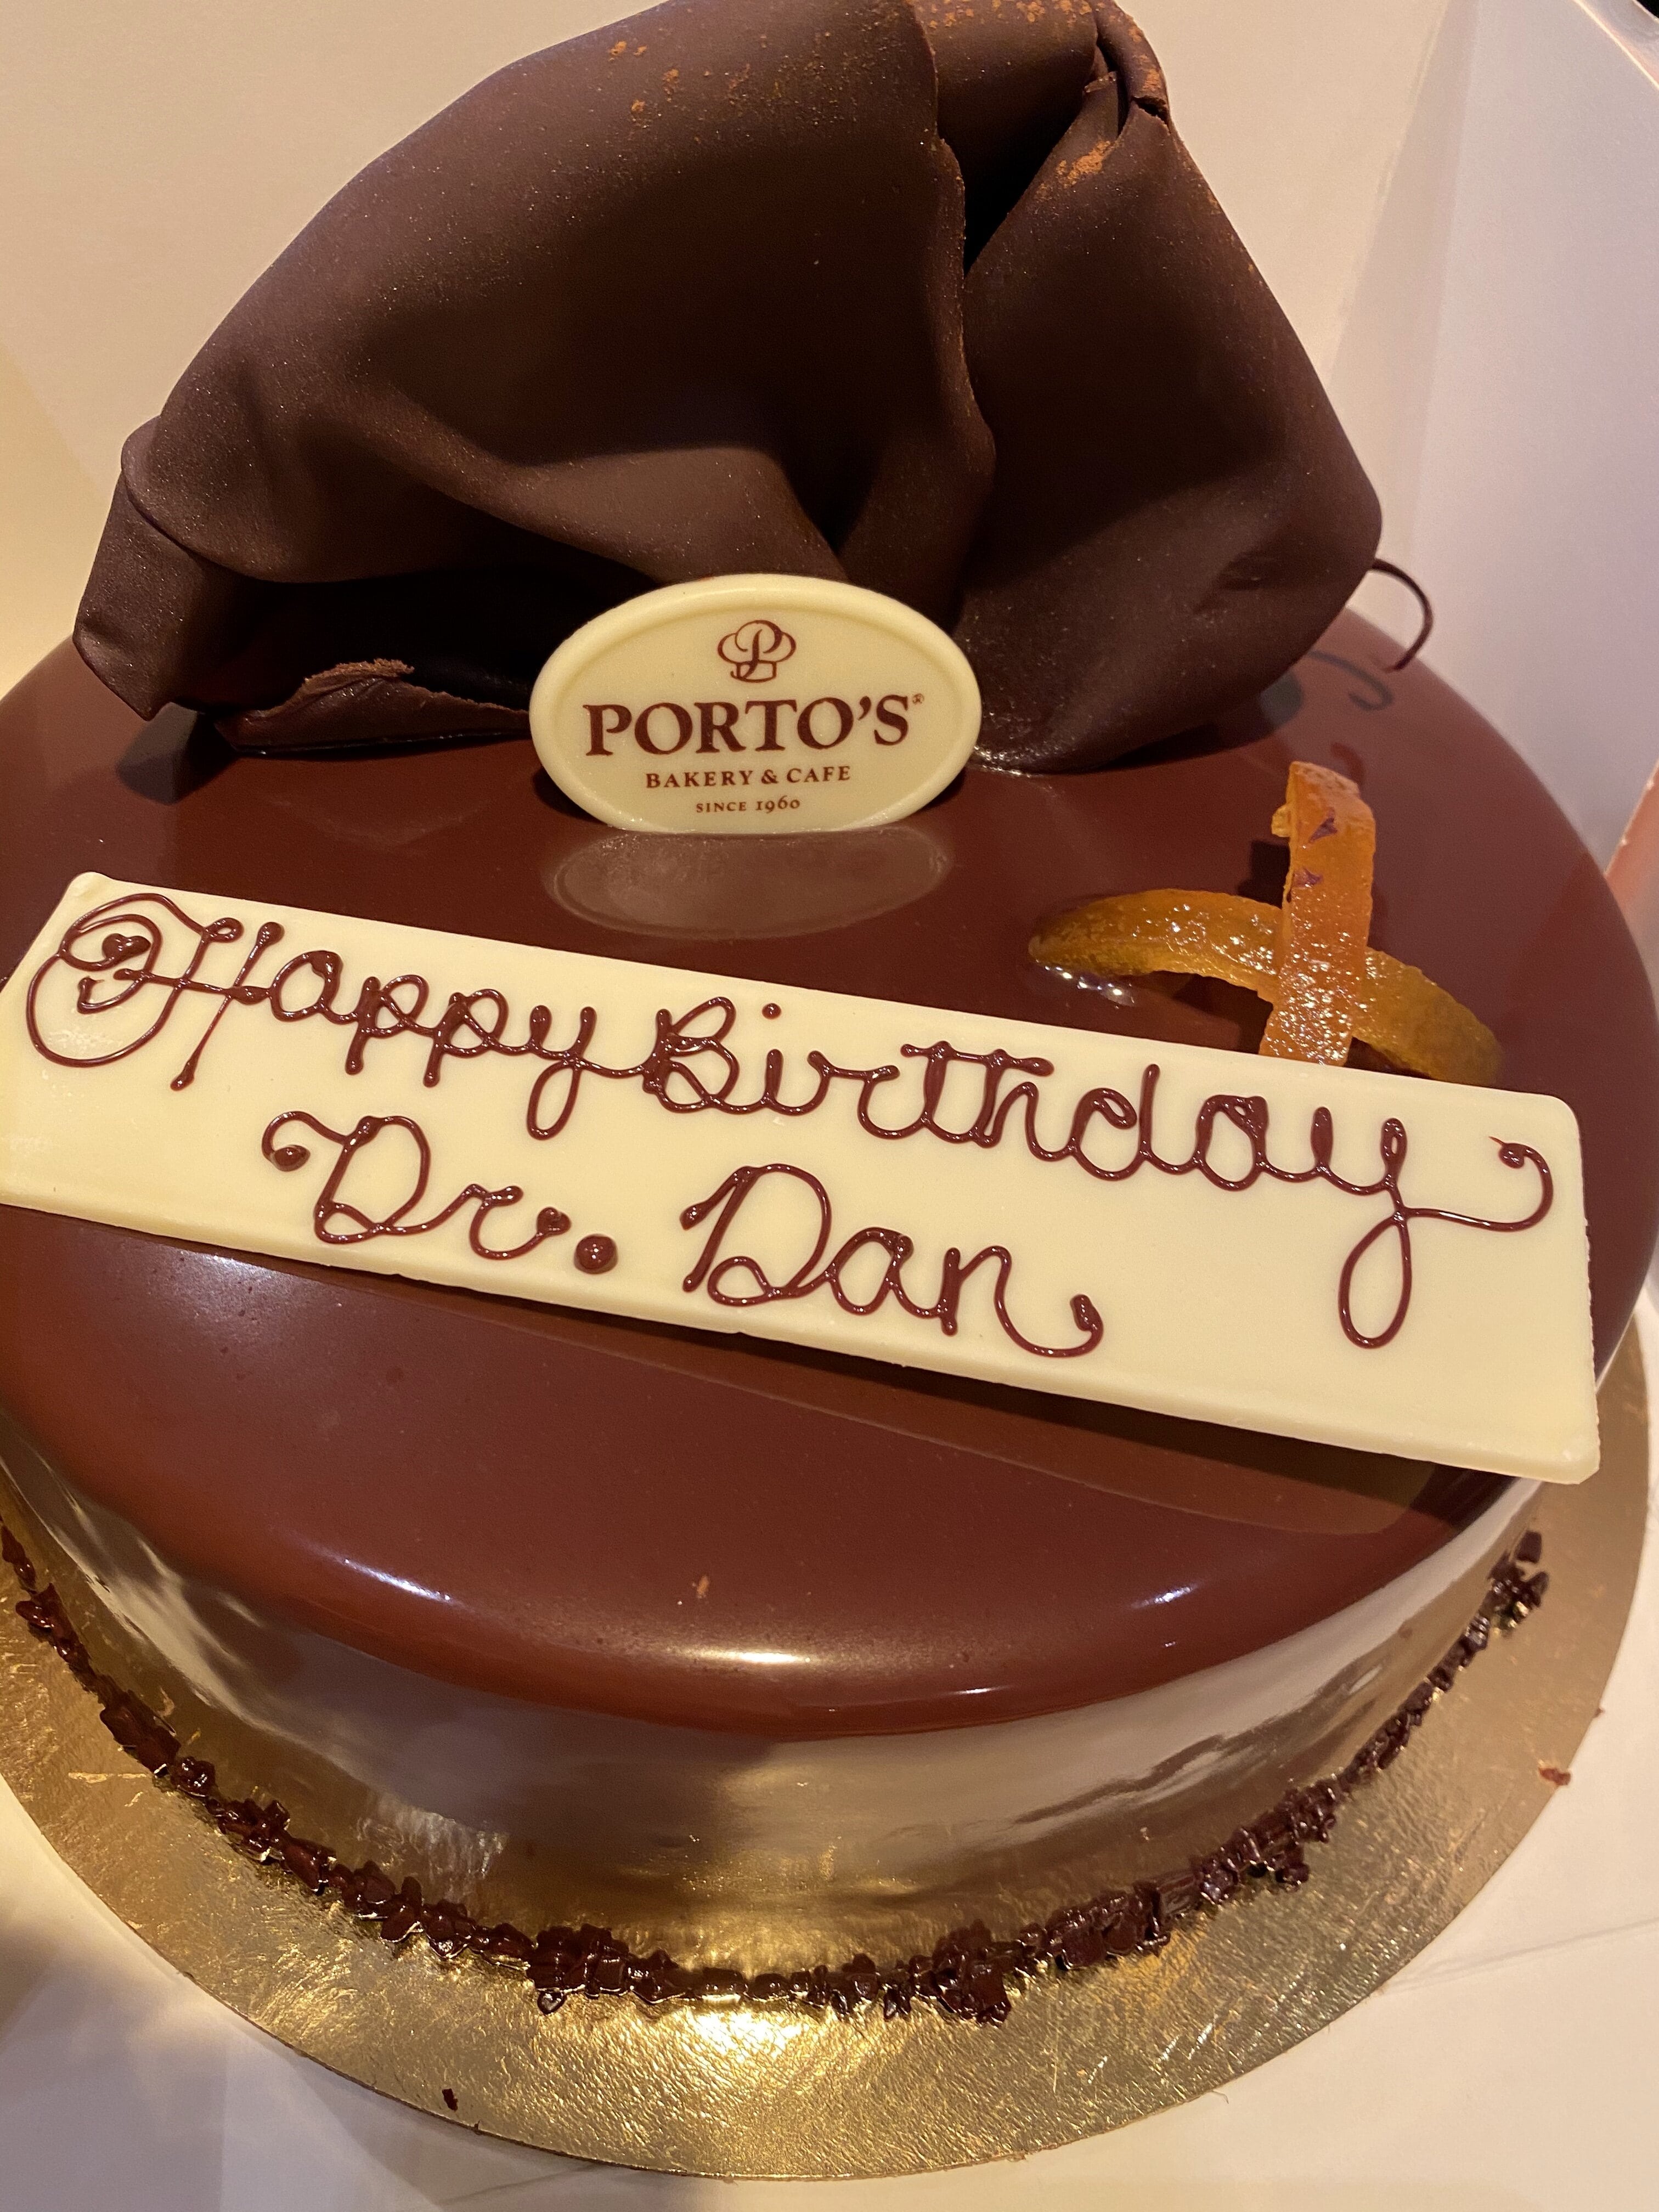 PORTO'S®
BAKERY & CAFE
SINCE 1960
Happy Birthday
Dr. Dan